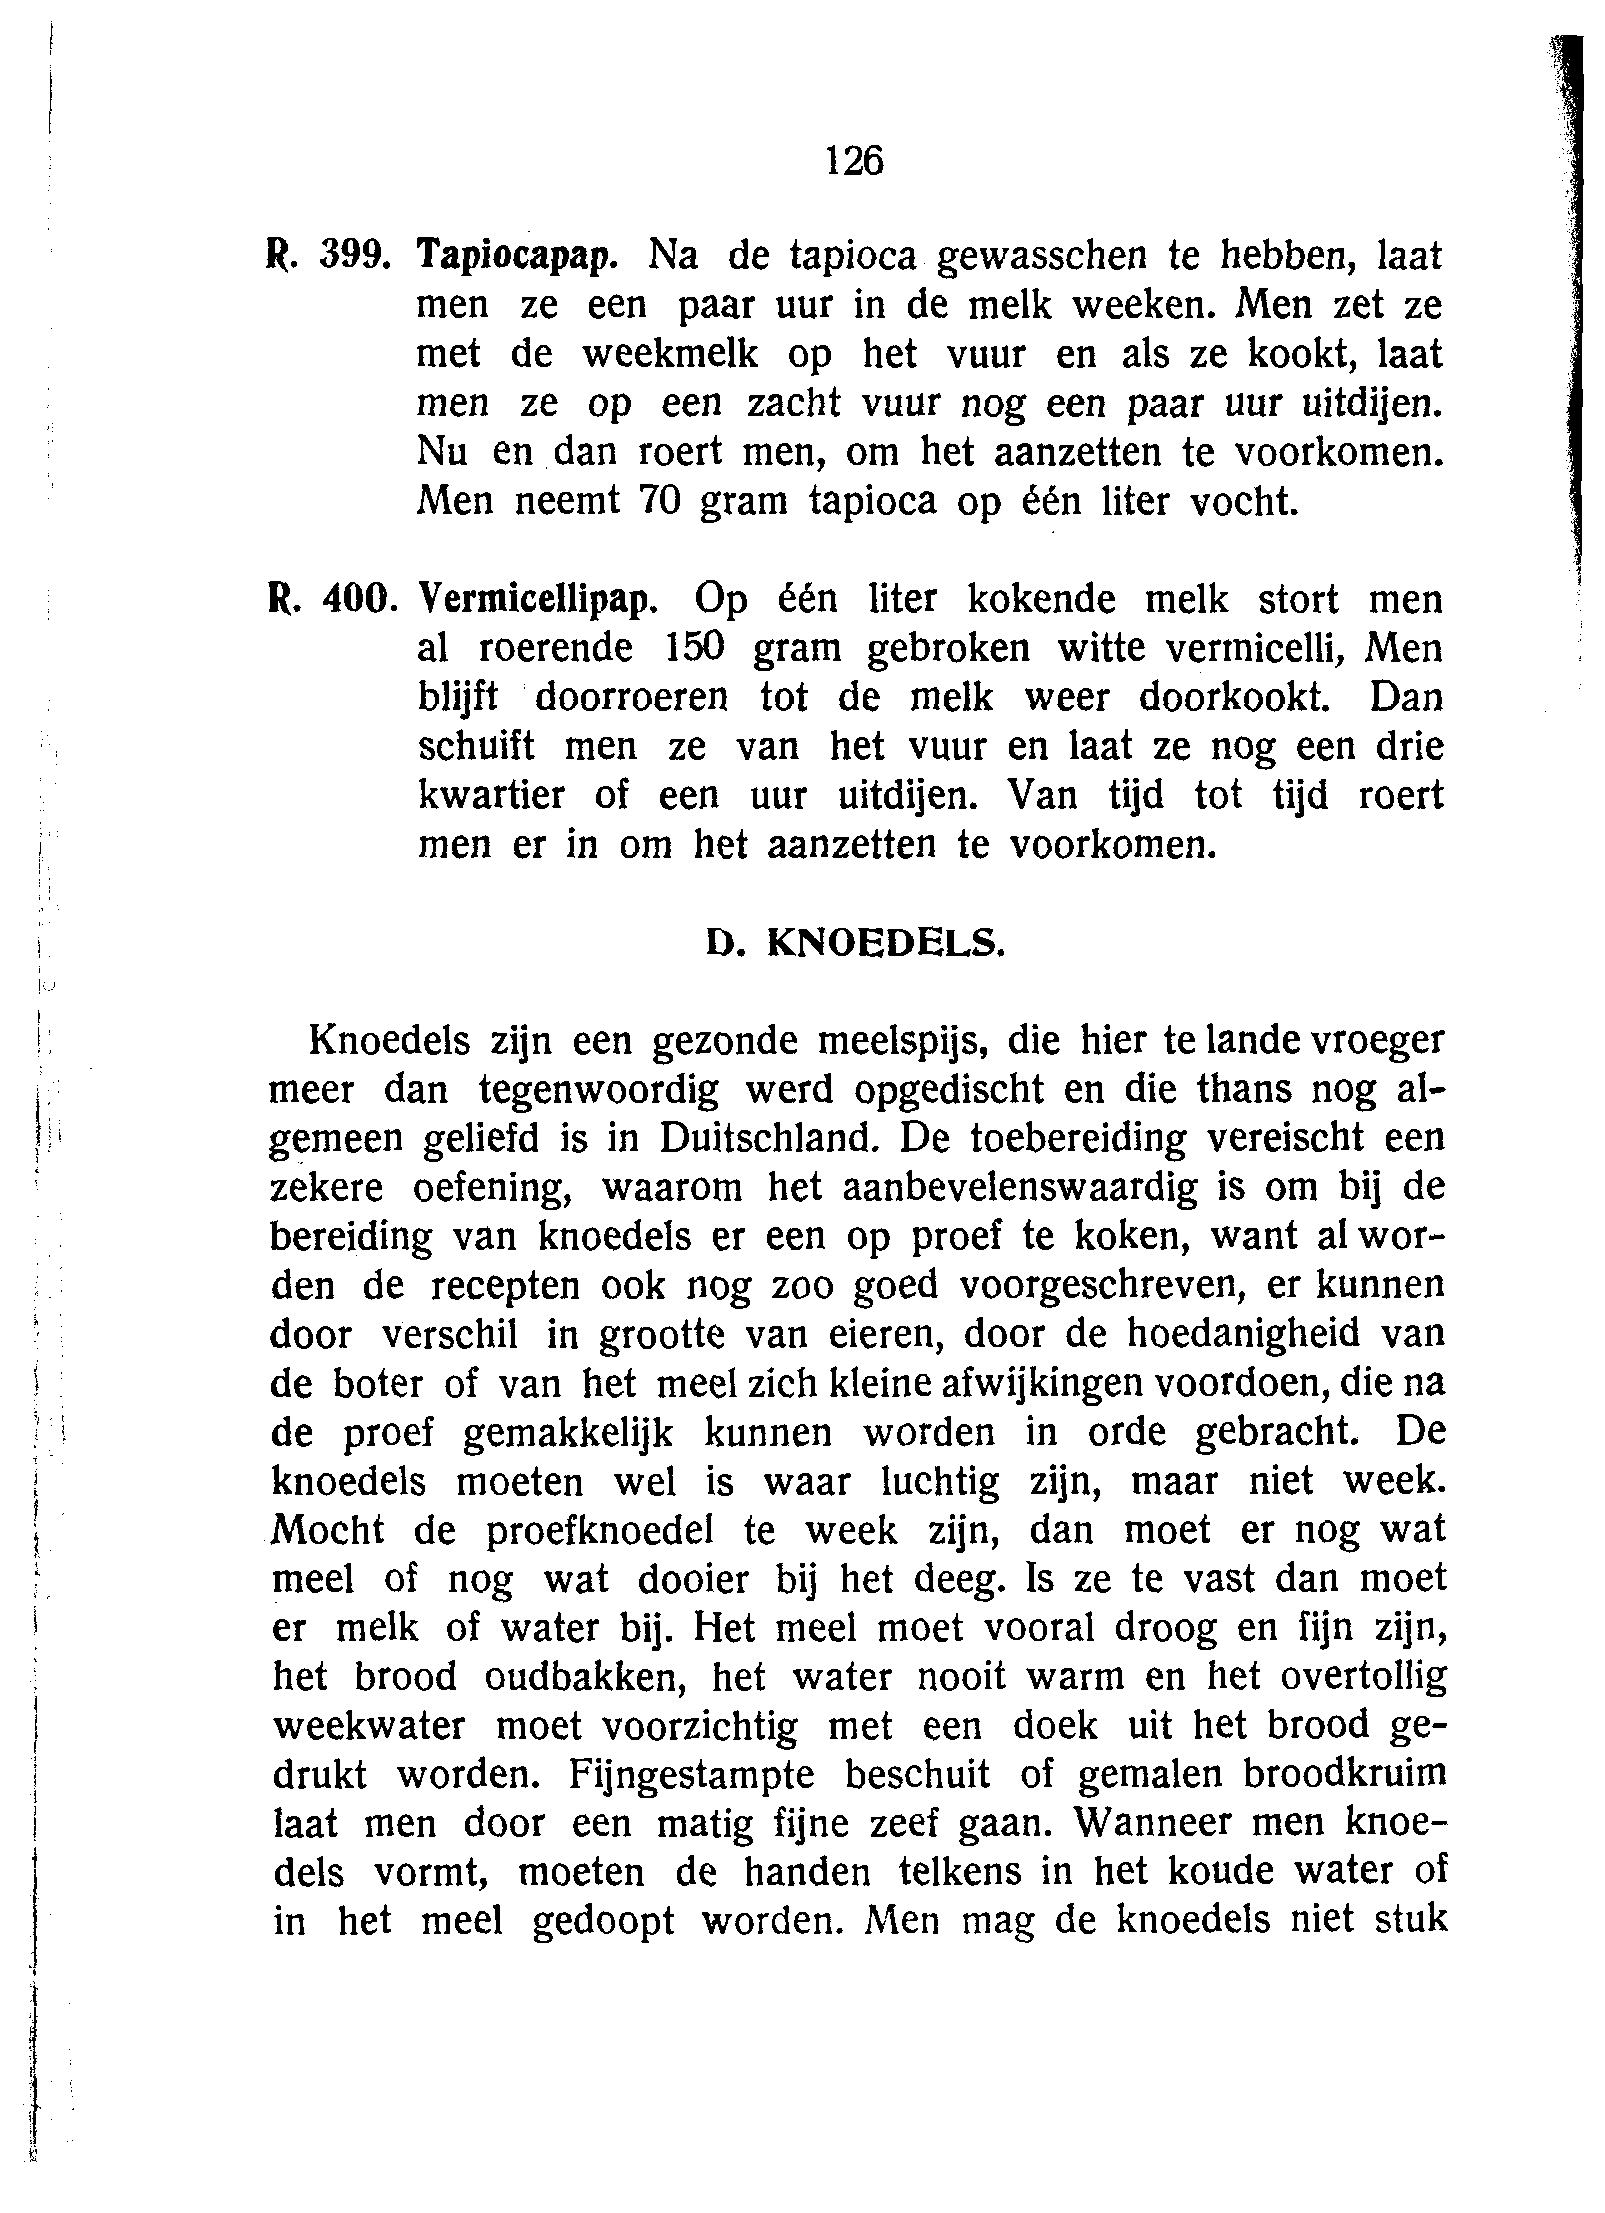 126
R. 399. Tapiocapap. Na de tapioca gewasschen te hebben, laat
men ze een paar uur in de melk weeken. Men zet ze
met de weekmelk op het vuur en als ze kookt, laat
men ze op een zacht vuur nog een paar uur uitdijen.
Nu en dan roert men, om het aanzetten te voorkomen.
Men neemt 70 gram tapioca op één liter vocht.
R. 400. Vermicellipap. Op één liter kokende melk stort men
al roerende 150 gram gebroken witte vermicelli, Men
blijft doorroeren tot de melk weer doorkookt. Dan
schuift men ze van het vuur en laat ze nog een drie
kwartier of een uur uitdijen. Van tijd tot tijd roert
men er in om het aanzetten te voorkomen.
D. KNOEDELS.
Knoedels zijn een gezonde meelspijs, die hier te lande vroeger
meer dan tegenwoordig werd opgedischt en die thans nog al-
gemeen geliefd is in Duitschland. De toebereiding vereischt een
zekere oefening, waarom het aanbevelenswaardig is om bij de
bereiding van knoedels er een op proef te koken, want al wor-
den de recepten ook nog zoo goed voorgeschreven, er kunnen
door verschil in grootte van eieren, door de hoedanigheid van
de boter of van het meel zich kleine afwijkingen voordoen, die na
de proef gemakkelijk kunnen worden in orde gebracht. De
knoedels moeten wel is waar luchtig zijn, maar niet week.
Mocht de proefknoedel te week zijn, dan moet er nog wat
meel of nog wat dooier bij het deeg. Is ze te vast dan moet
er melk of water bij. Het meel moet vooral droog en fijn zijn,
het brood oudbakken, het water nooit warm en het overtollig
weekwater moet voorzichtig met een doek uit het brood ge-
drukt worden. Fijngestampte beschuit of gemalen broodkruim
laat men door een matig fijne zeef gaan. Wanneer men knoe-
dels vormt, moeten de handen telkens in het koude water of
in het meel gedoopt worden. Men mag de knoedels niet stuk